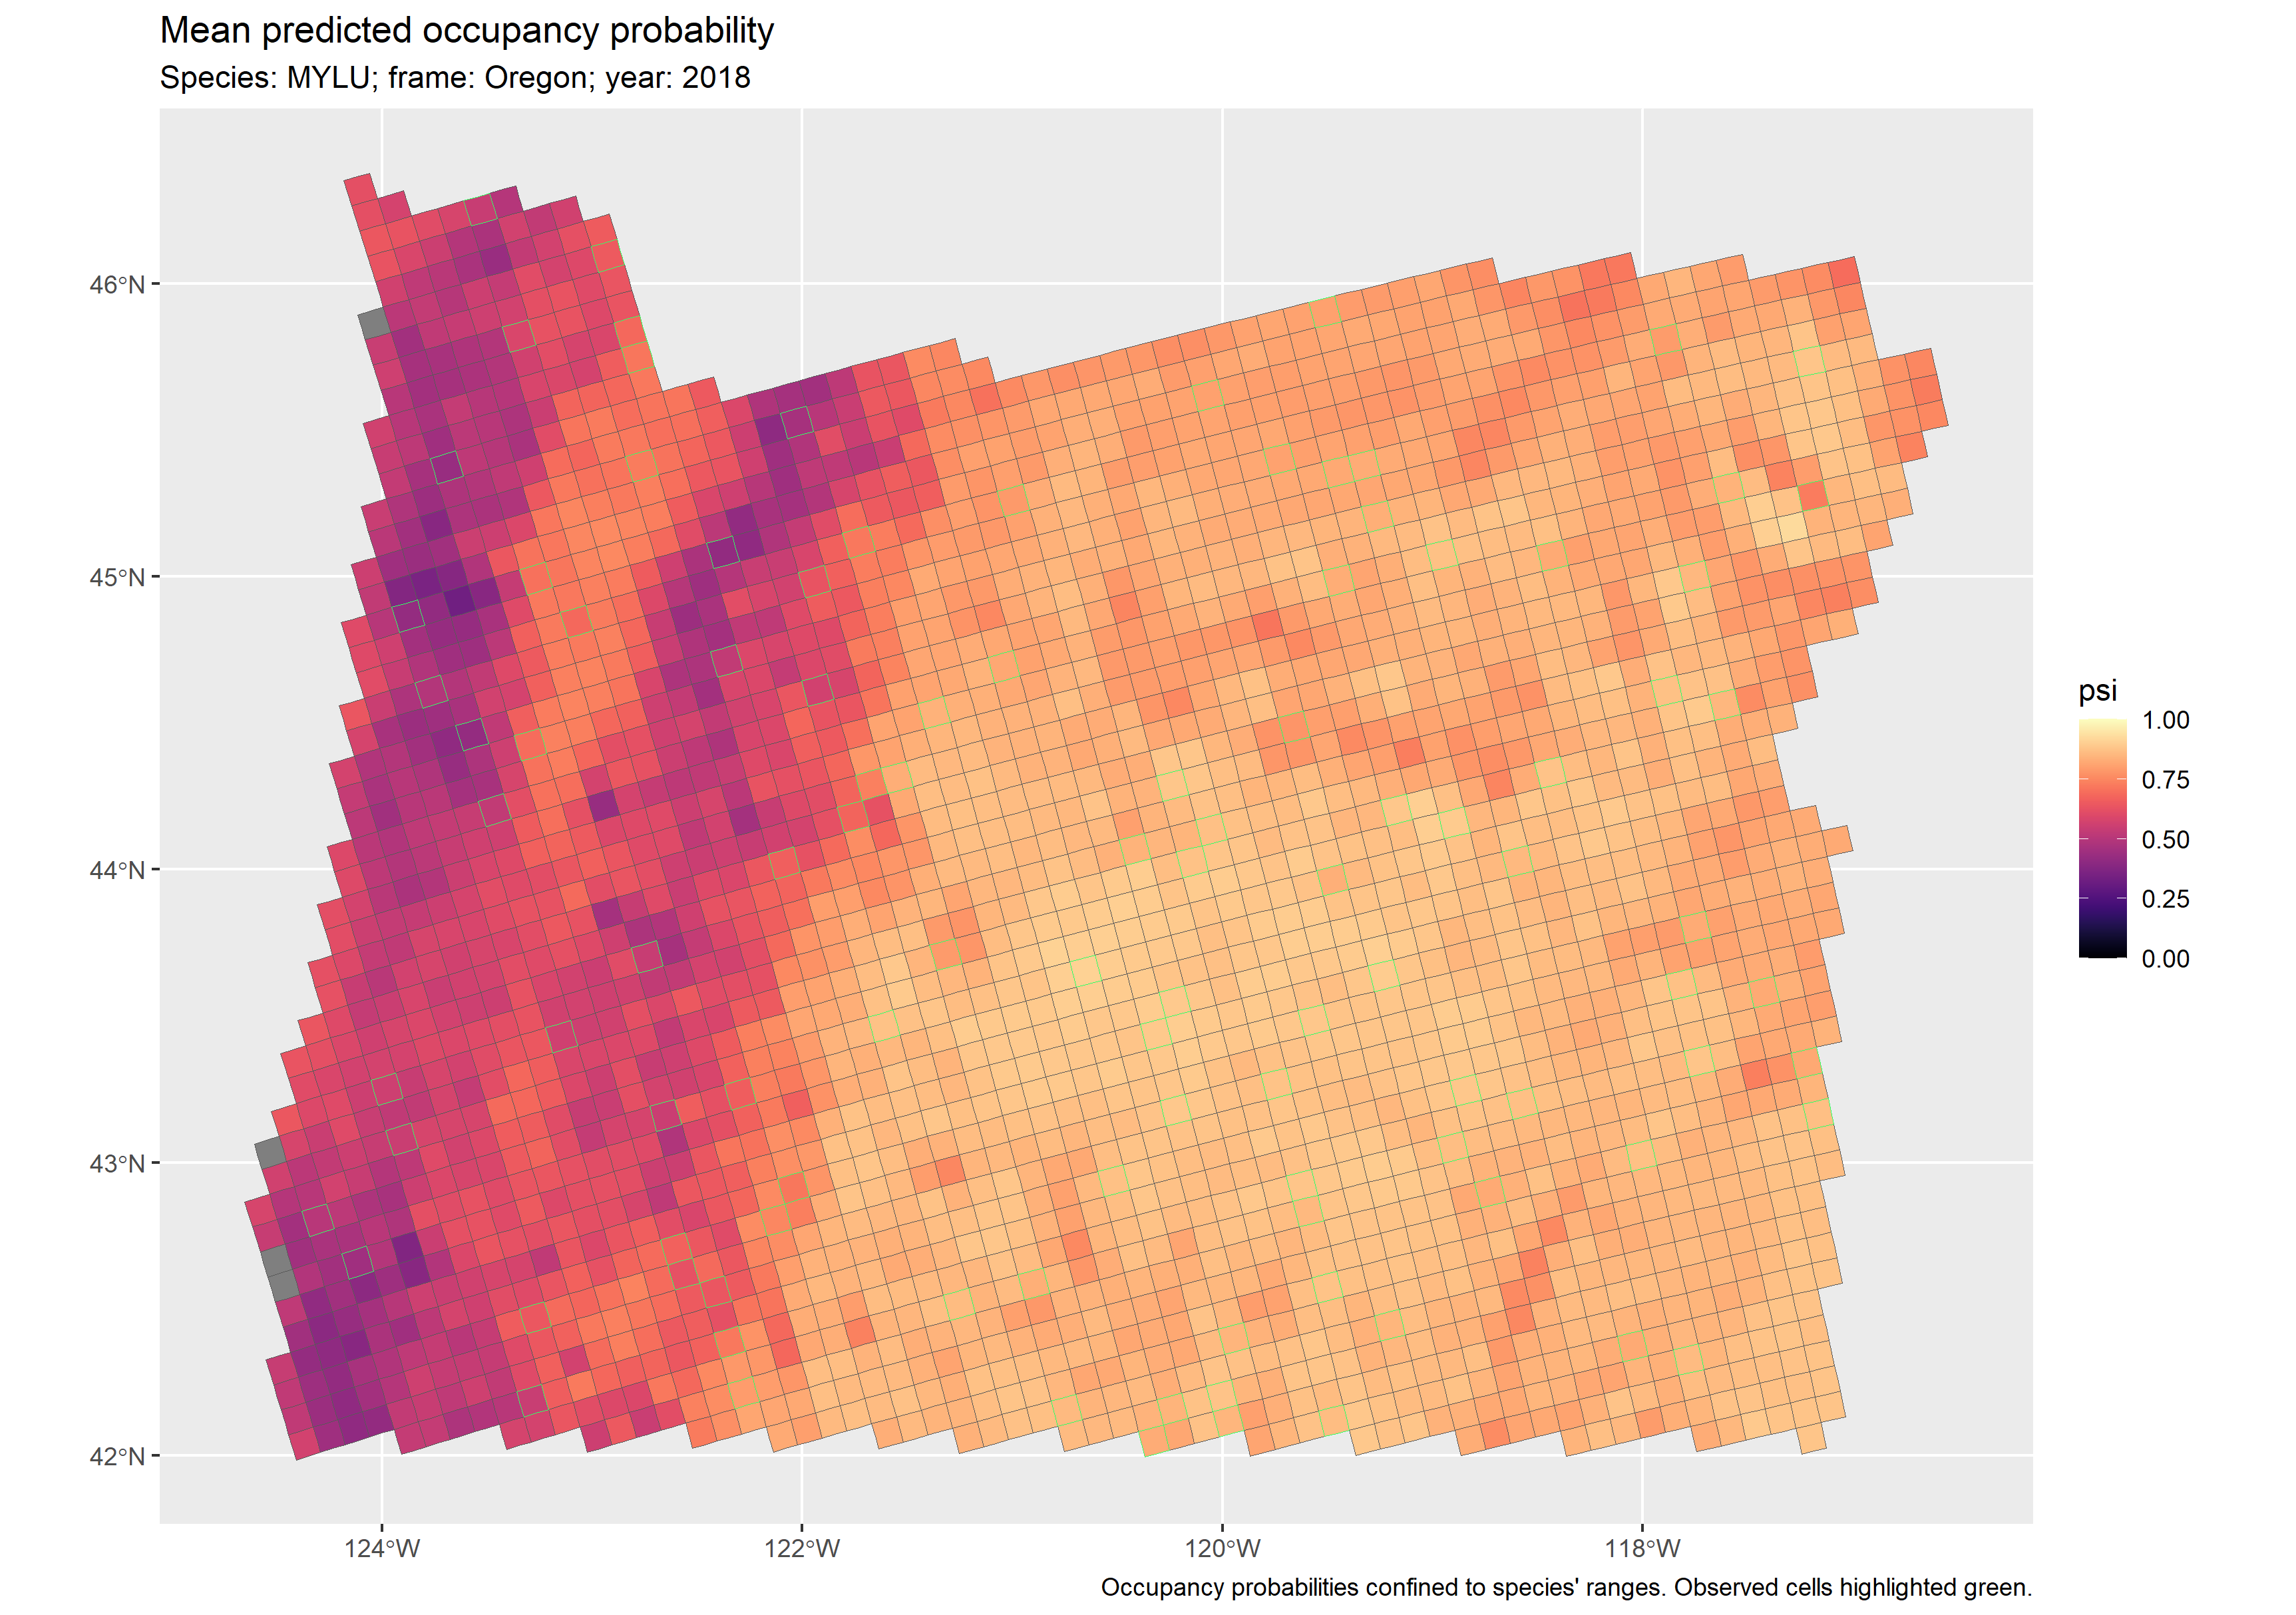 Mean predicted occupancy probability
Species: MYLU; frame: Oregon; year: 2018
46°N
45°N
44°N
43°N
42°N
124°W
122°W
120°W
118°W
psi
1.00
0.75
0.50
0.25
0.00
Occupancy probabilities confined to species' ranges. Observed cells highlighted green.